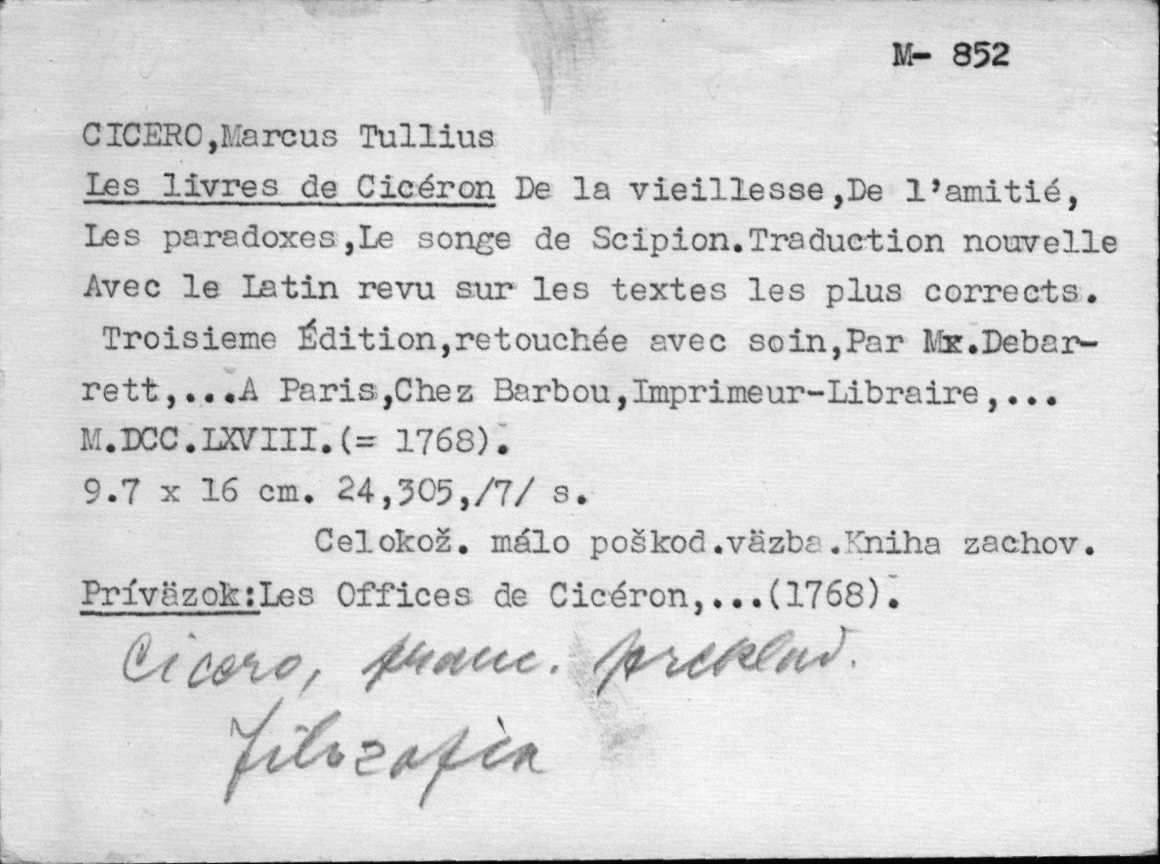 M- 852
CICERO,Marcus Tullius
Les livres de Cicéron De la vieillesse,De l'amitié,
Les paradoxes,Le songe de Scipion.Traduction nouvelle
Avec le Latin revu sur les textes les plus corrects.
Troisieme Édition,retouchée avec soin,Par Mr.Debar-
rett,...A Paris,Chez Barbou,Imprimeur-Libraire,...
M.DCC.LXVIII.(= 1768).
9.7 x 16 cm. 24,305,/7/ s.
Celokož. málo poškod.väzba.Kniha zachov.
Príväzok:Les Offices de Cicéron,...(1768).
Cicero, franc. preklad.
filozofia